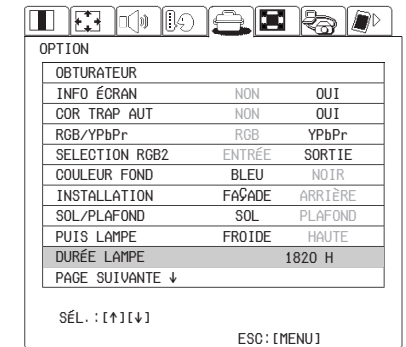 OPTION
OBTURATEUR
INFO ÉCRAN NON OUI
COR TRAP AUT NON OUI
RGB/YPbPr RGB YPbPr
SELECTION RGB2 ENTRÉE SORTIE
COULEUR FOND BLEU NOIR
INSTALLATION FAÇADE ARRIÈRE
SOL/PLAFOND SOL PLAFOND
PUIS LAMPE FROIDE HAUTE
DURÉE LAMPE 1820 H
PAGE SUIVANTE ↓
SÉL.:[↑][↓]
ESC:[MENU]